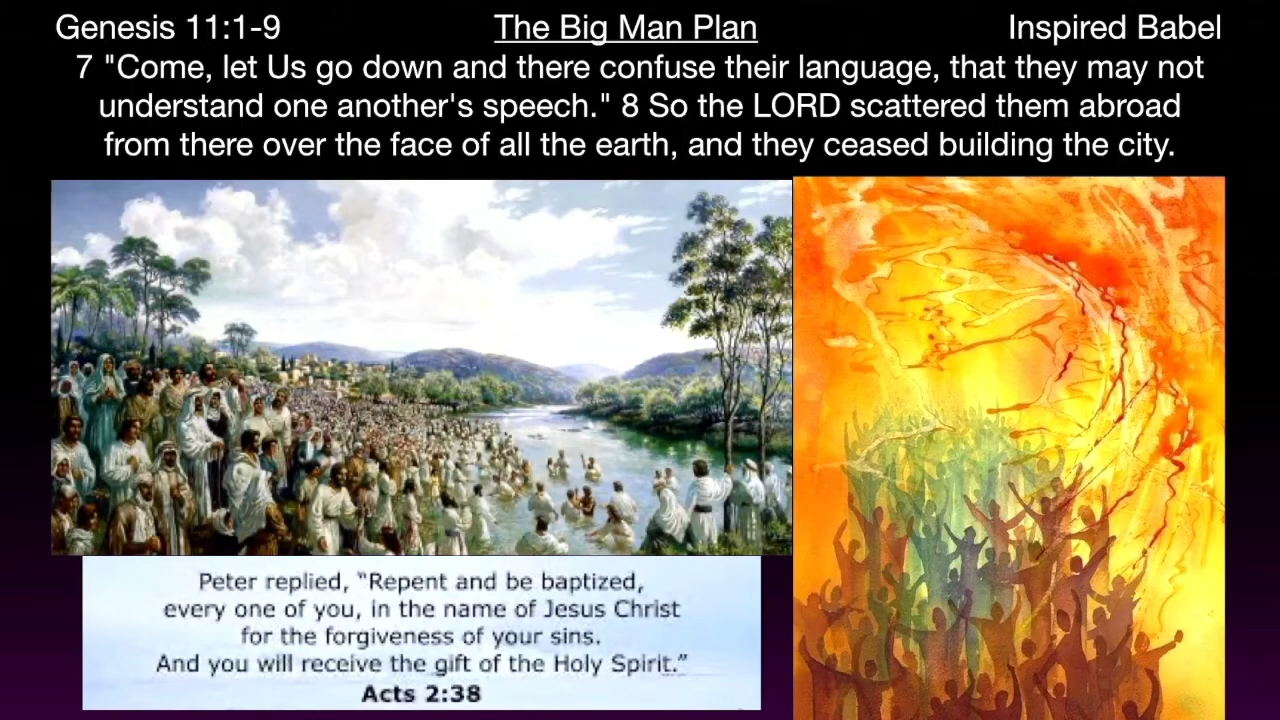 Genesis 11:1-9 The Big Man Plan Inspired Babel
7 "Come, let Us go down and there confuse their language, that they may not
understand one another's speech." 8 So the LORD scattered them abroad
from there over the face of all the earth, and they ceased building the city.
Peter replied, “Repent and be baptized,
every one of you, in the name of Jesus Christ
for the forgiveness of your sins.
And you will receive the gift of the Holy Spirit.”
Acts 2:38